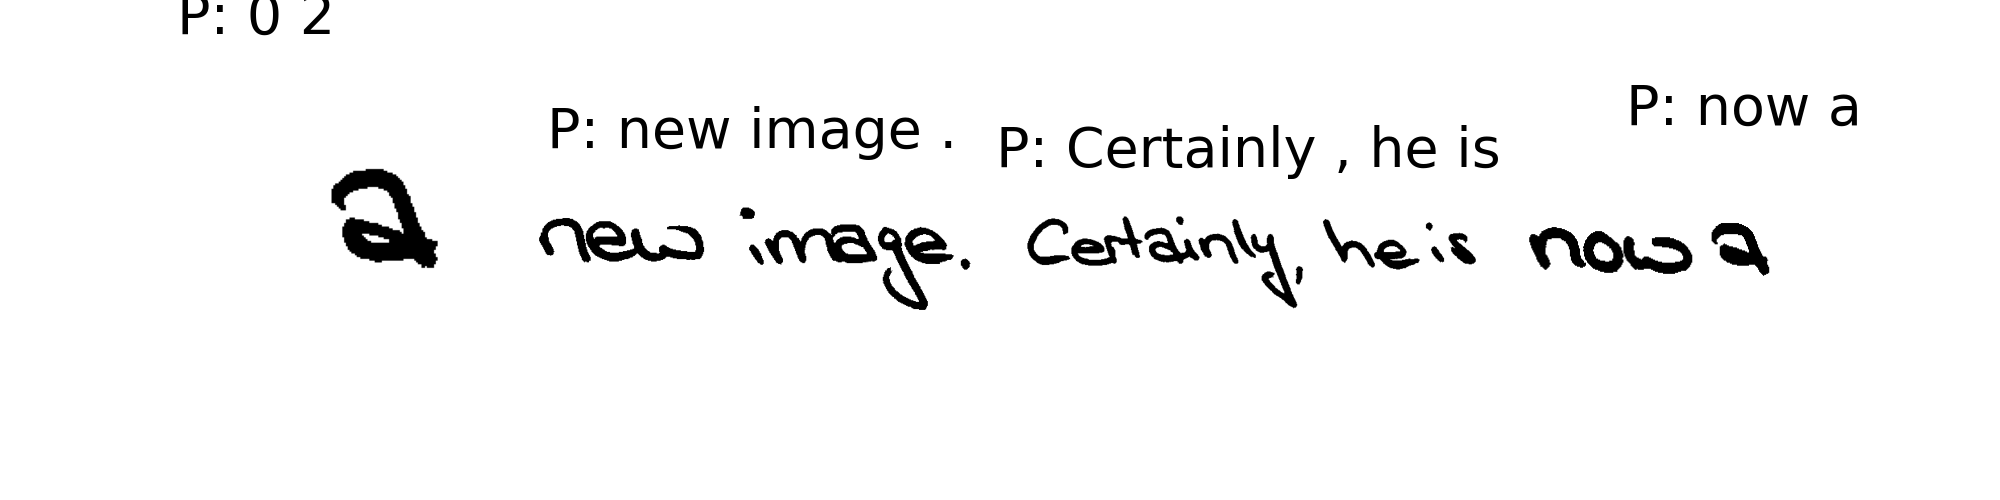 P: 0 2
P: now a
P: new image . P: Certainly , he is
a new image. Certainly, he is now a